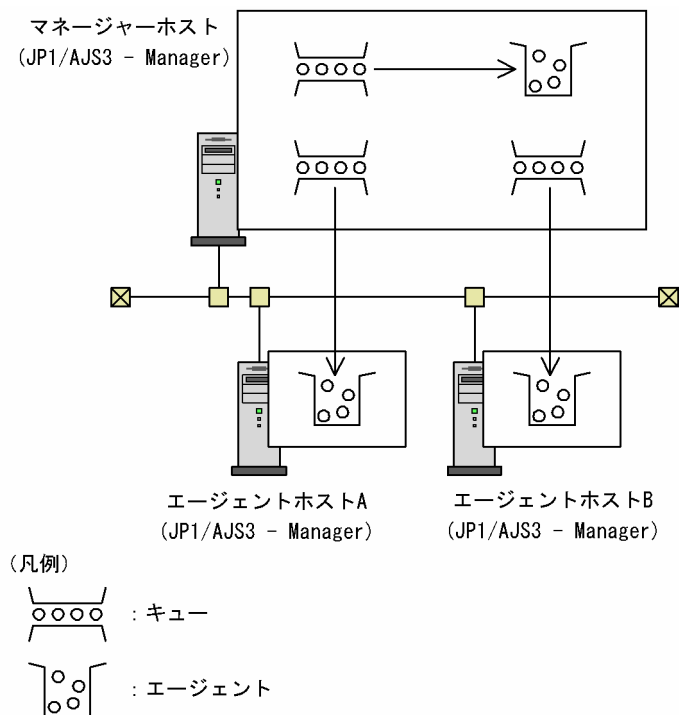 マネージャーホスト
(JP1/AJS3 - Manager)
エージェントホストA
(JP1/AJS3 - Manager)
エージェントホストB
(JP1/AJS3 - Manager)
(凡例)
:キュー
:エージェント